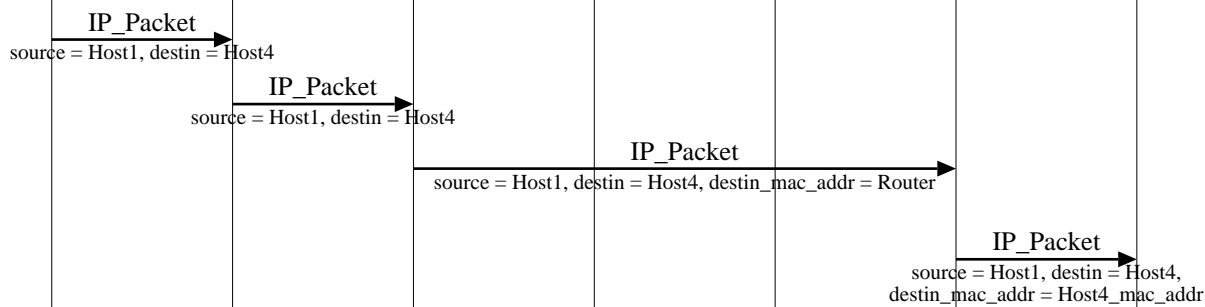 IP_Packet
source = Host1, destin = Host4
IP_Packet
source = Host1, destin = Host4
IP_Packet
source = Host1, destin = Host4, destin_mac_addr = Router
IP_Packet
source = Host1, destin = Host4,
destin_mac_addr = Host4_mac_addr